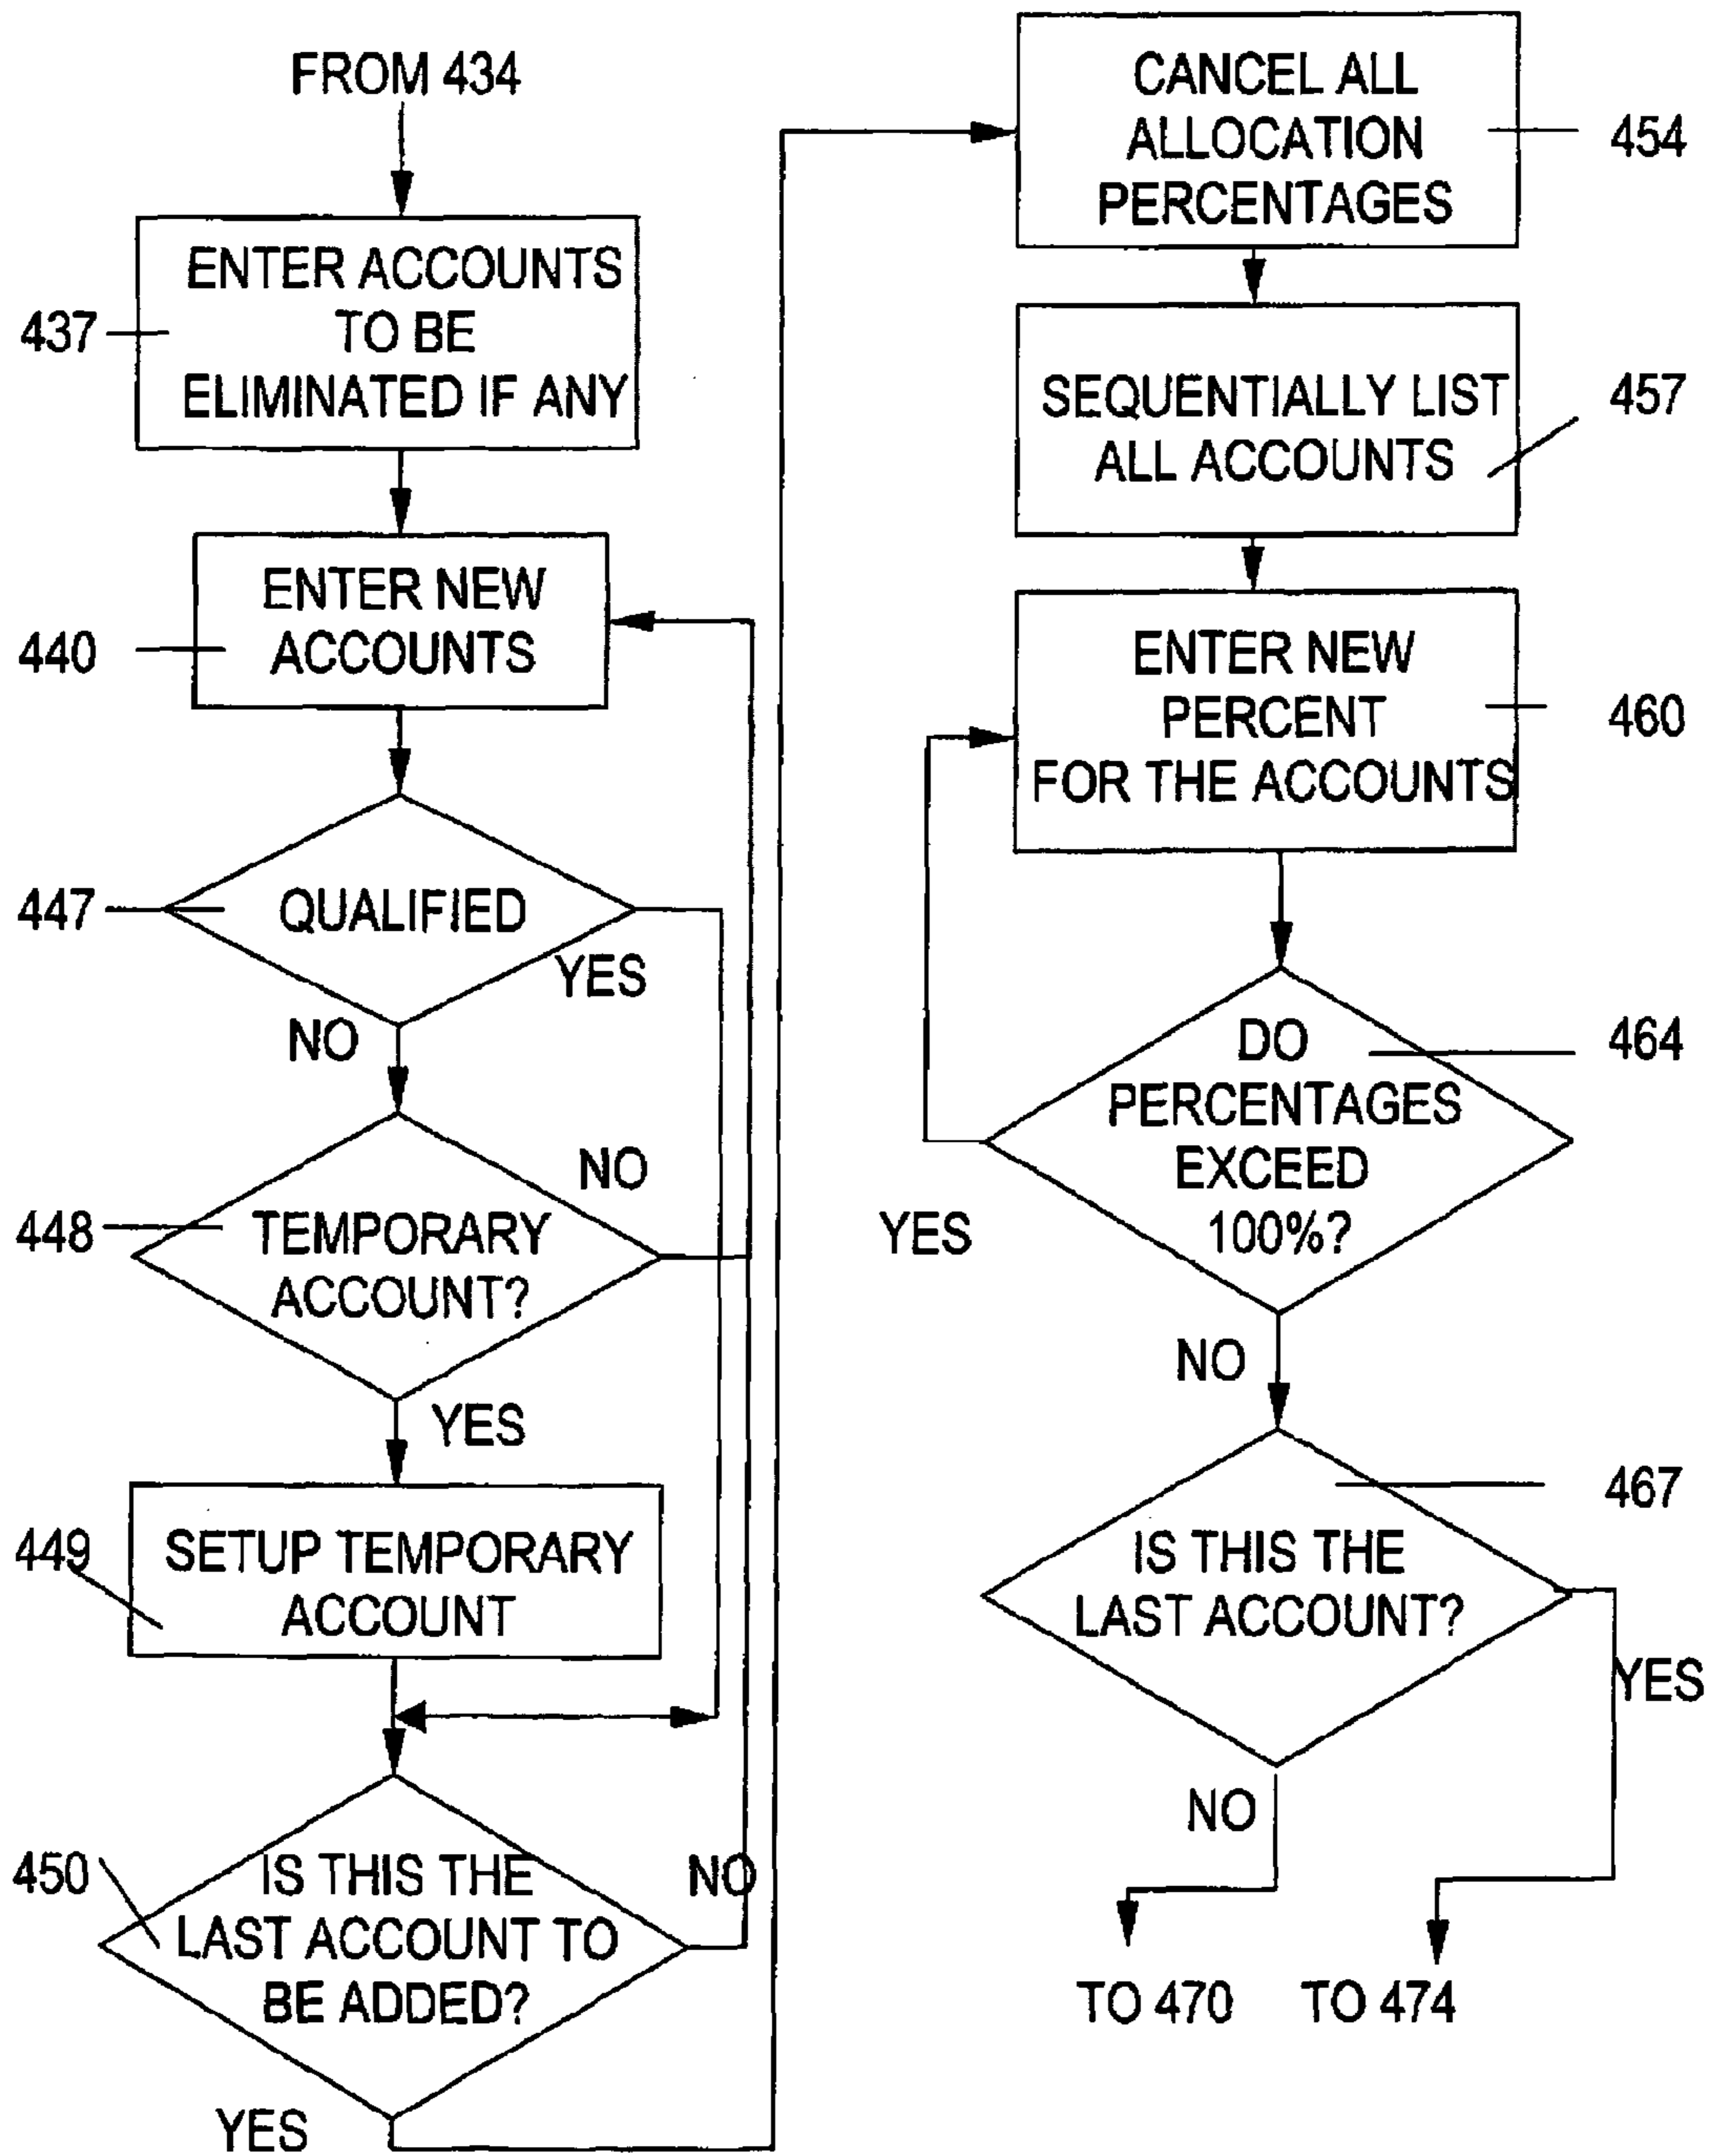 FROM 434
437
ENTER ACCOUNTS
TO BE
ELIMINATED IF ANY
440
ENTER NEW
ACCOUNTS
447
QUALIFIED
YES
NO
448
NO
TEMPORARY
ACCOUNT?
YES
449
SETUP TEMPORARY
ACCOUNT
450
IS THIS THE
LAST ACCOUNT TO
BE ADDED?
NO
YES
CANCEL ALL
ALLOCATION
PERCENTAGES
454
SEQUENTIALLY LIST
ALL ACCOUNTS
457
ENTER NEW
PERCENT
FOR THE ACCOUNTS
460
DO
PERCENTAGES
EXCEED
100%?
464
YES
NO
467
IS THIS THE
LAST ACCOUNT?
YES
NO
TO 470
TO 474